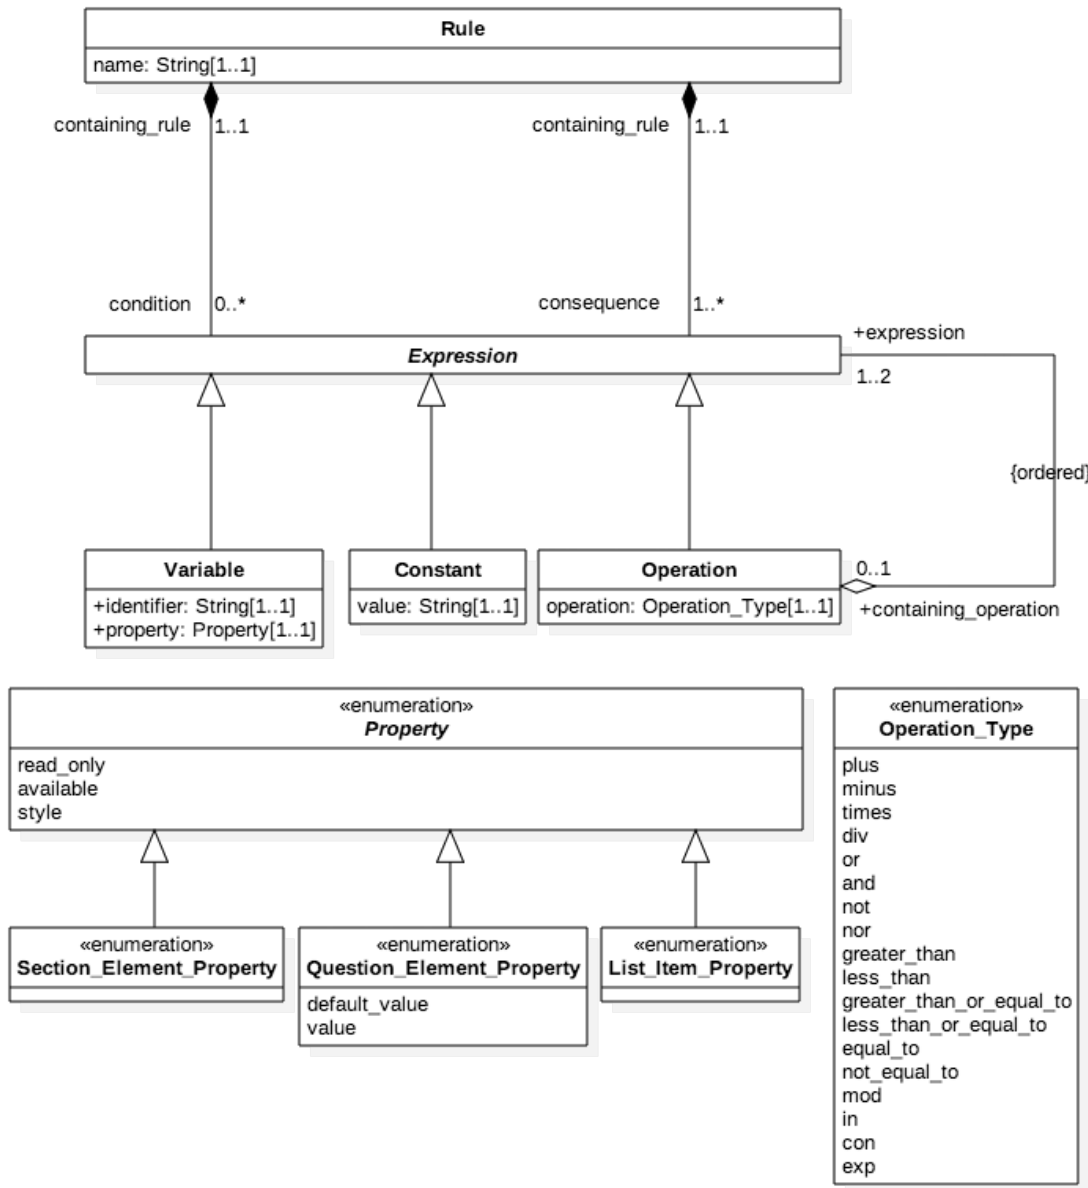 Rule
name: String[1..1]
containing_rule 1..1
containing_rule 1..1
condition 0..*
consequence 1..*
+expression
Expression
1..2
{ordered}
Variable
+identifier: String[1..1]
+property: Property[1..1]
Constant
value: String[1..1]
Operation
operation: Operation_Type[1..1]
0..1
+containing_operation
«enumeration»
Property
read_only
available
style
«enumeration»
Section_Element_Property
«enumeration»
Question_Element_Property
default_value
value
«enumeration»
List_Item_Property
«enumeration»
Operation_Type
plus
minus
times
div
or
and
not
nor
greater_than
less_than
greater_than_or_equal_to
less_than_or_equal_to
equal_to
not_equal_to
mod
in
con
exp